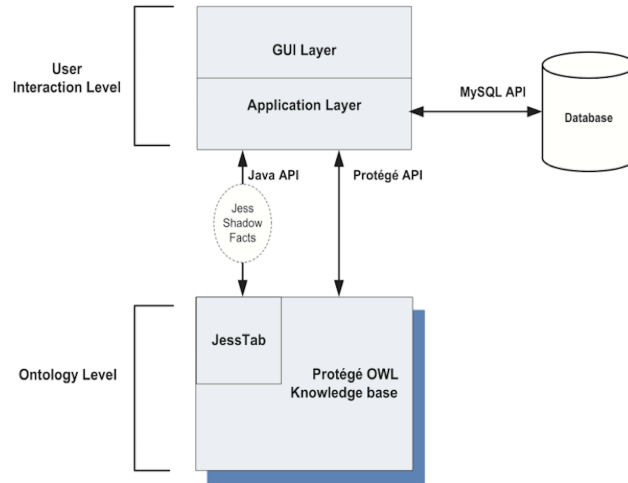 GUI Layer
User
Interaction Level
Application Layer
MySQL API
Database
Java API
Protégé API
Jess
Shadow
Facts
JessTab
Ontology Level
Protégé OWL
Knowledge base